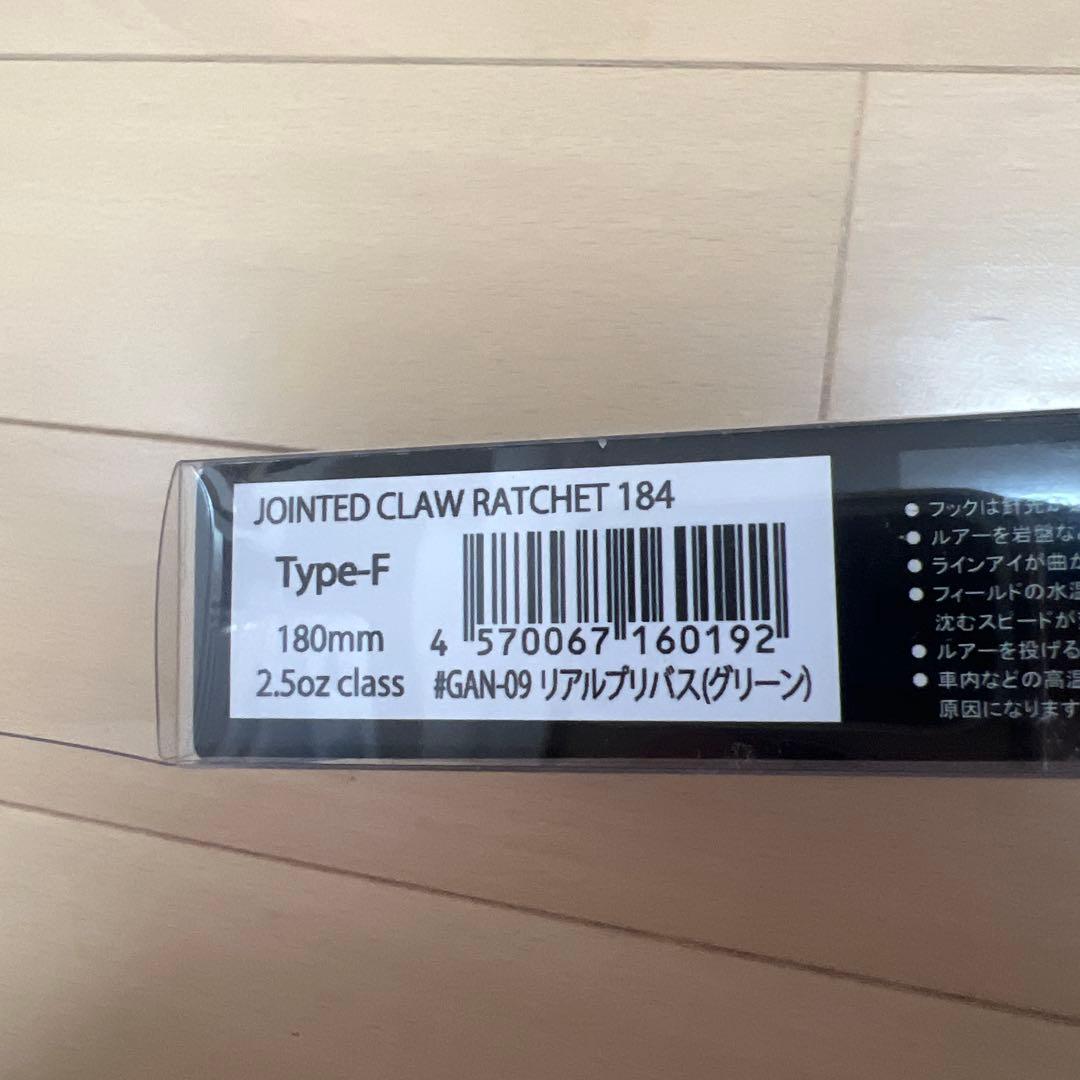 JOINTED CLAW RATCHET 184
Type-F
180mm
2.5oz class
4 570067 160192
#GAN-09 リアルプリバス(グリーン)
● フックは
● ルアーを岩盤な
● ラインアイが曲が
● フィールドの水温
沈むスピードが
● ルアーを投げる
● 車内などの高温
原因になります